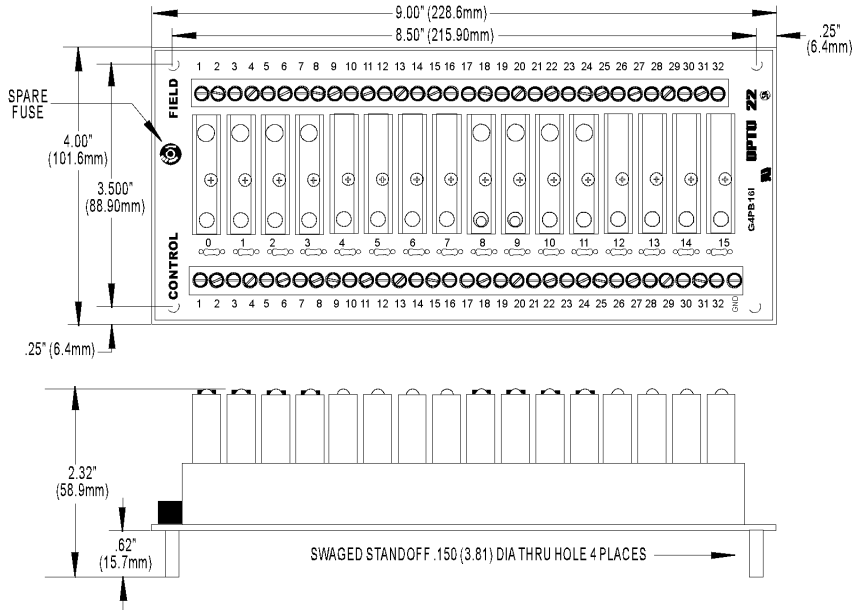 9.00" (228.6mm)
8.50" (215.90mm)
.25"
(6.4mm)
1 2 3 4 5 6 7 8 9 10 11 12 13 14 15 16 17 18 19 20 21 22 23 24 25 26 27 28 29 30 31 32
FIELD
SPARE
FUSE
4.00"
(101.6mm)
3.500"
(88.90mm)
OPTO 22
G4PB16I
0 1 2 3 4 5 6 7 8 9 10 11 12 13 14 15
CONTROL
1 2 3 4 5 6 7 8 9 10 11 12 13 14 15 16 17 18 19 20 21 22 23 24 25 26 27 28 29 30 31 32 GND
.25" (6.4mm)
2.32"
(58.9mm)
.62"
(15.7mm)
SWAGED STANDOFF .150 (3.81) DIA THRU HOLE 4 PLACES